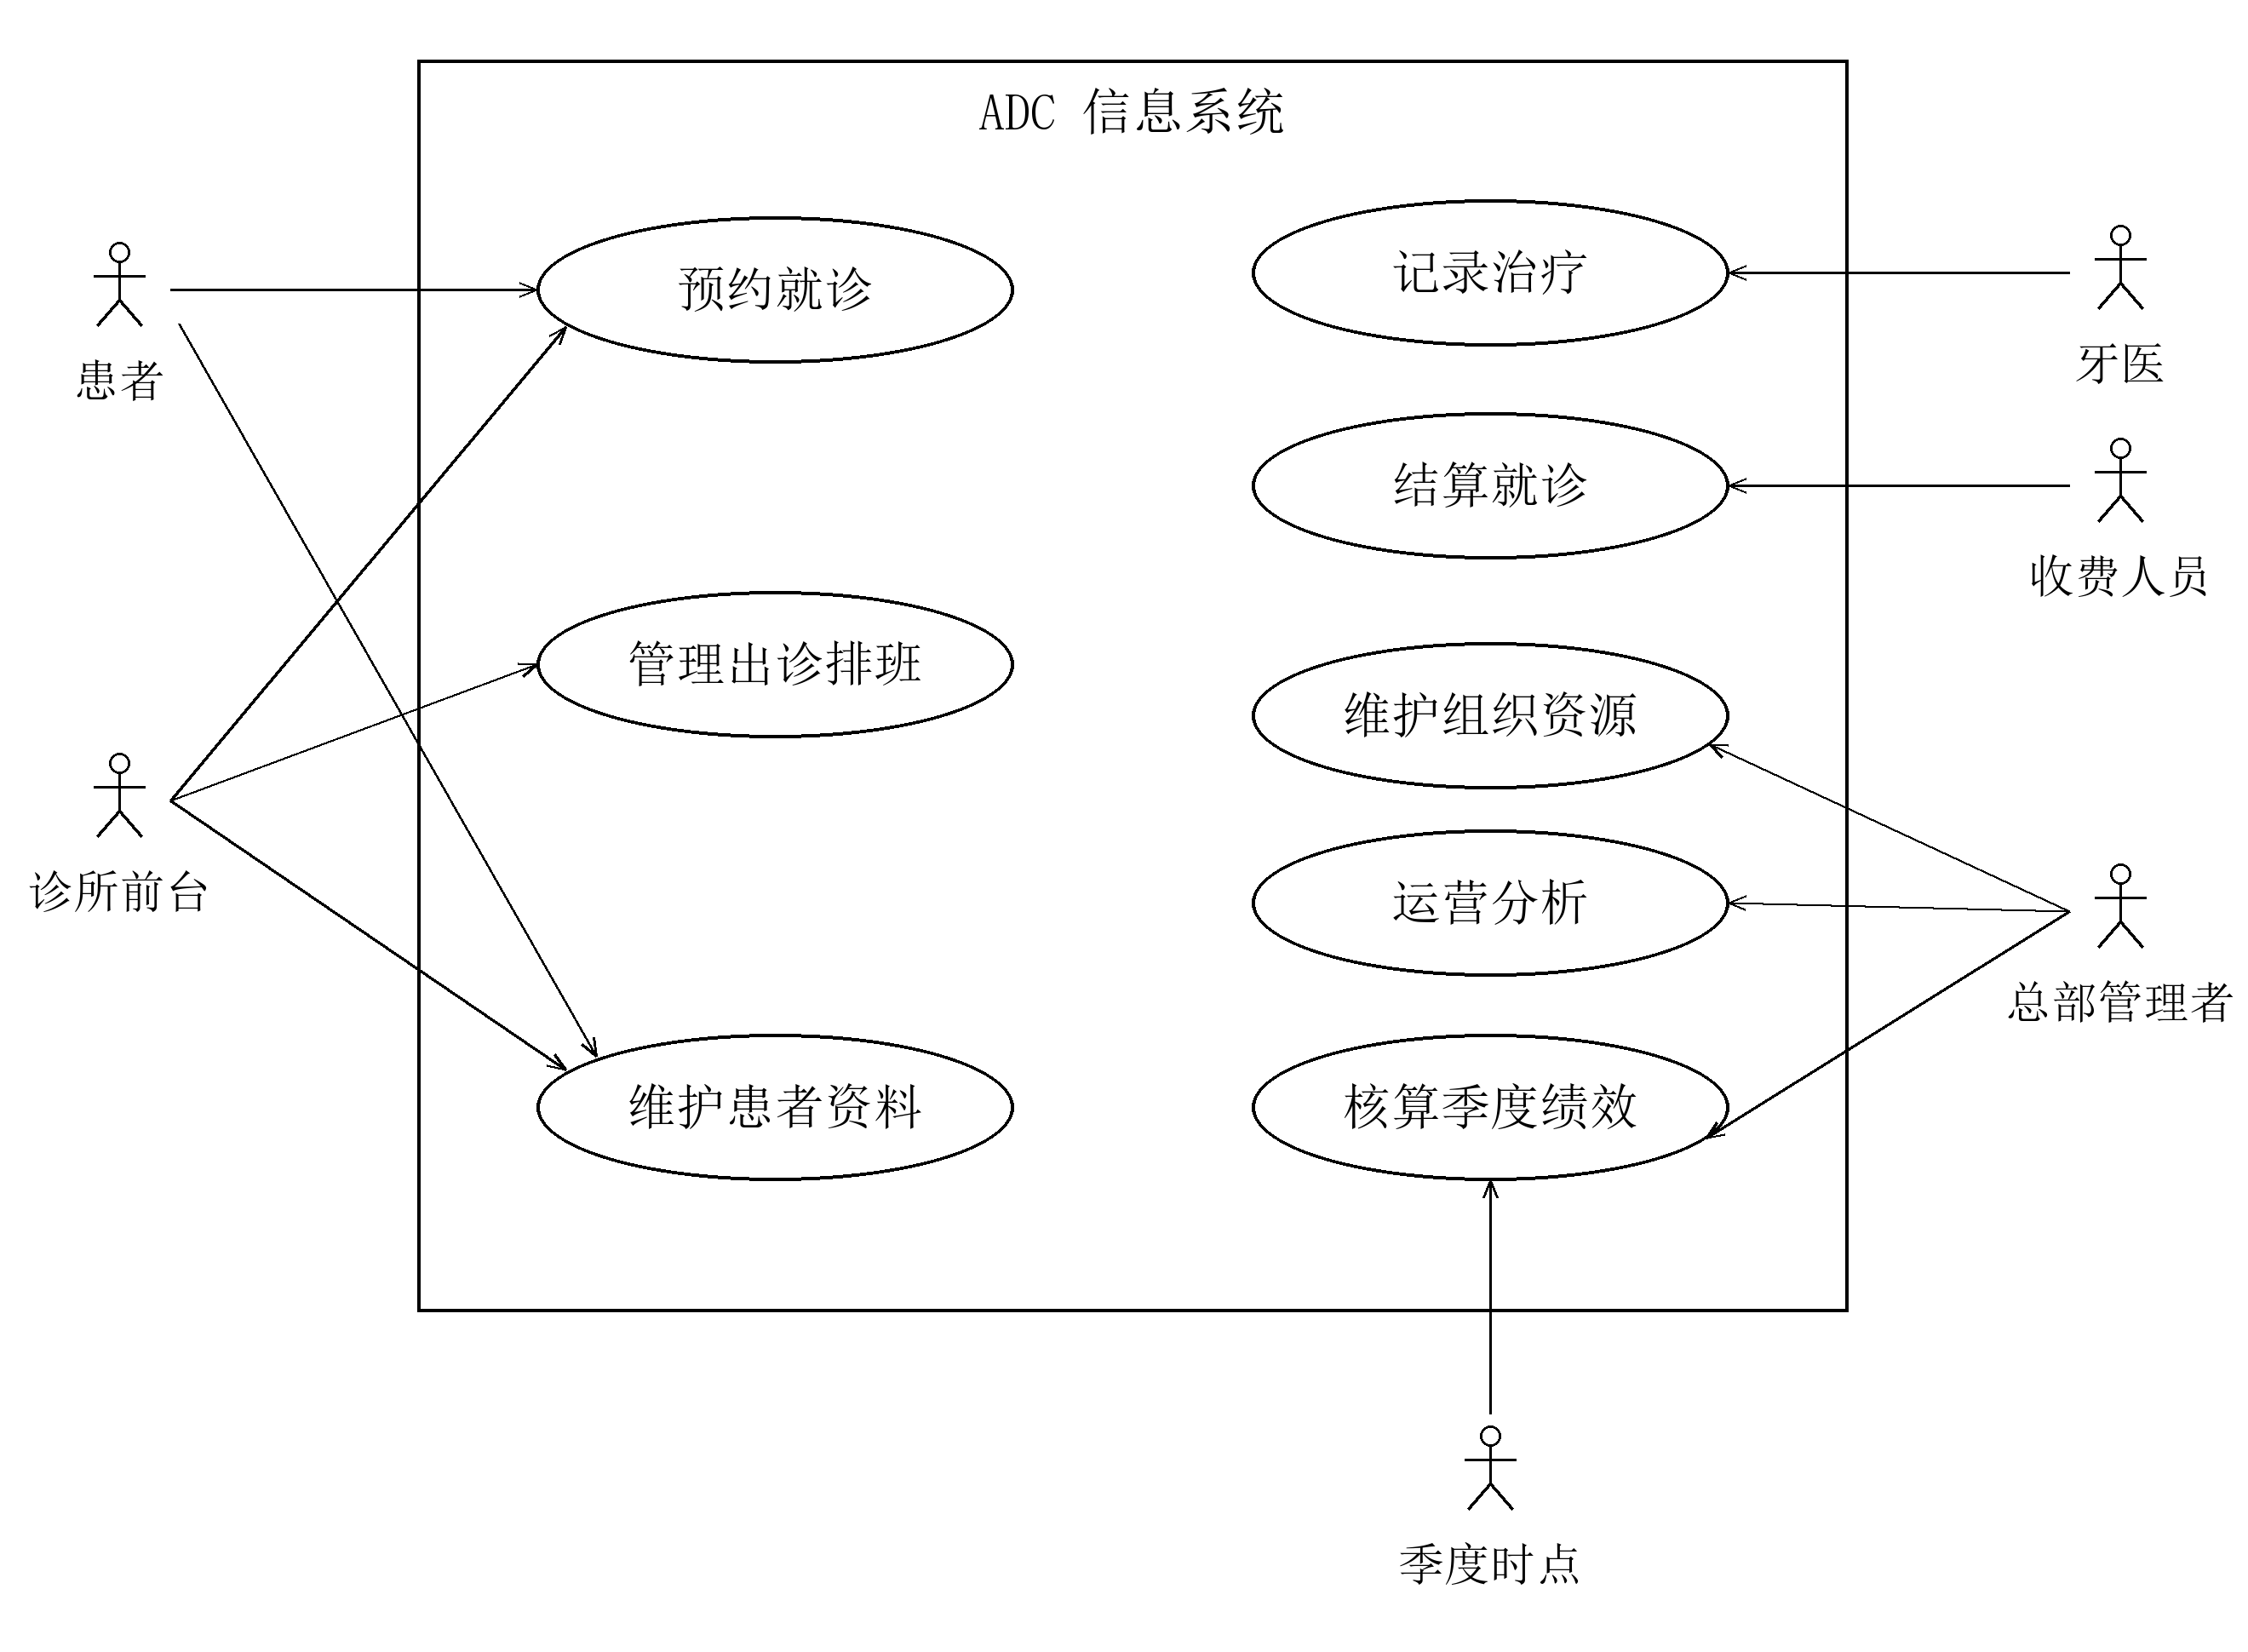 ADC 信息系统
预约就诊
记录治疗
患者
牙医
结算就诊
收费人员
管理出诊排班
维护组织资源
诊所前台
运营分析
总部管理者
维护患者资料
核算季度绩效
季度时点